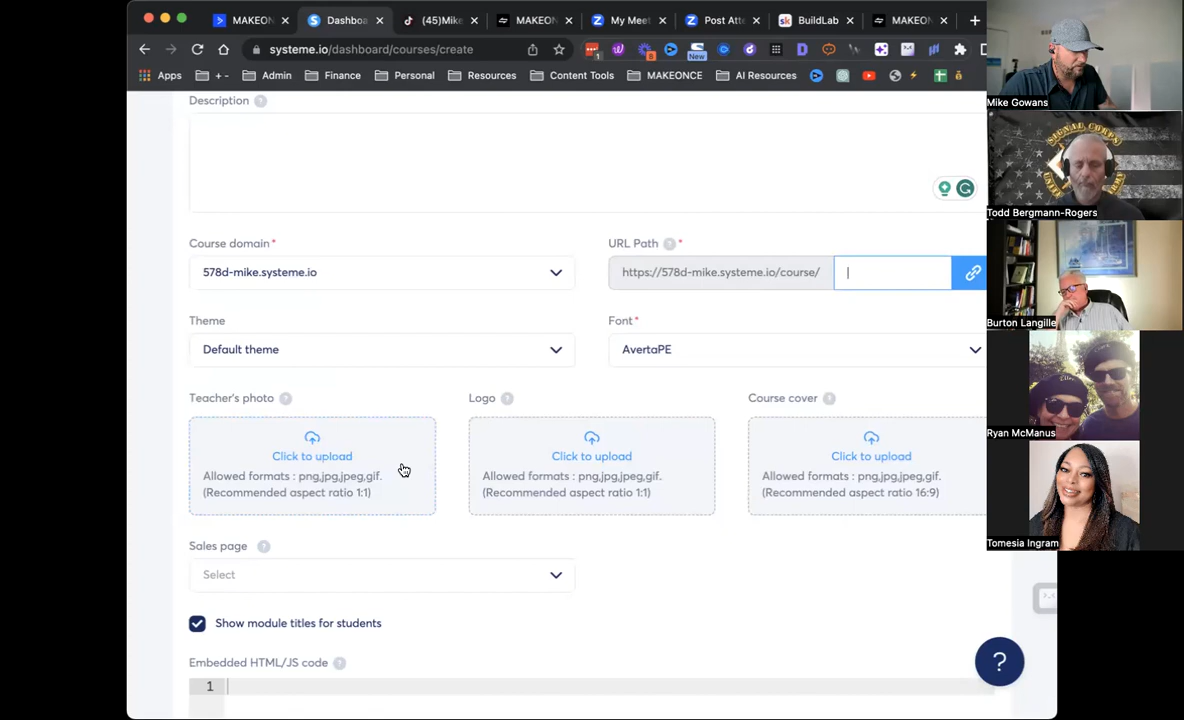 MAKEON
Dashboa
(45)Mike
MAKEON
My Meet
Post Atte
BuildLab
MAKEON
systeme.io/dashboard/courses/create
New
Apps
+ -
Admin
Finance
Personal
Resources
Content Tools
MAKEONCE
AI Resources
Description ?
Course domain*
578d-mike.systeme.io
URL Path ? *
https://578d-mike.systeme.io/course/
Theme
Default theme
Font*
AvertaPE
Teacher's photo ?
Click to upload
Allowed formats : png,jpg,jpeg,gif.
(Recommended aspect ratio 1:1)
Logo ?
Click to upload
Allowed formats : png,jpg,jpeg,gif.
(Recommended aspect ratio 1:1)
Course cover ?
Click to upload
Allowed formats : png,jpg,jpeg,gif.
(Recommended aspect ratio 16:9)
Sales page ?
Select
Show module titles for students
Embedded HTML/JS code ?
1
?
Mike Gowans
SIGNAL CORPS
Todd Bergmann-Rogers
Burton Langille
Ryan McManus
Tomesia Ingram